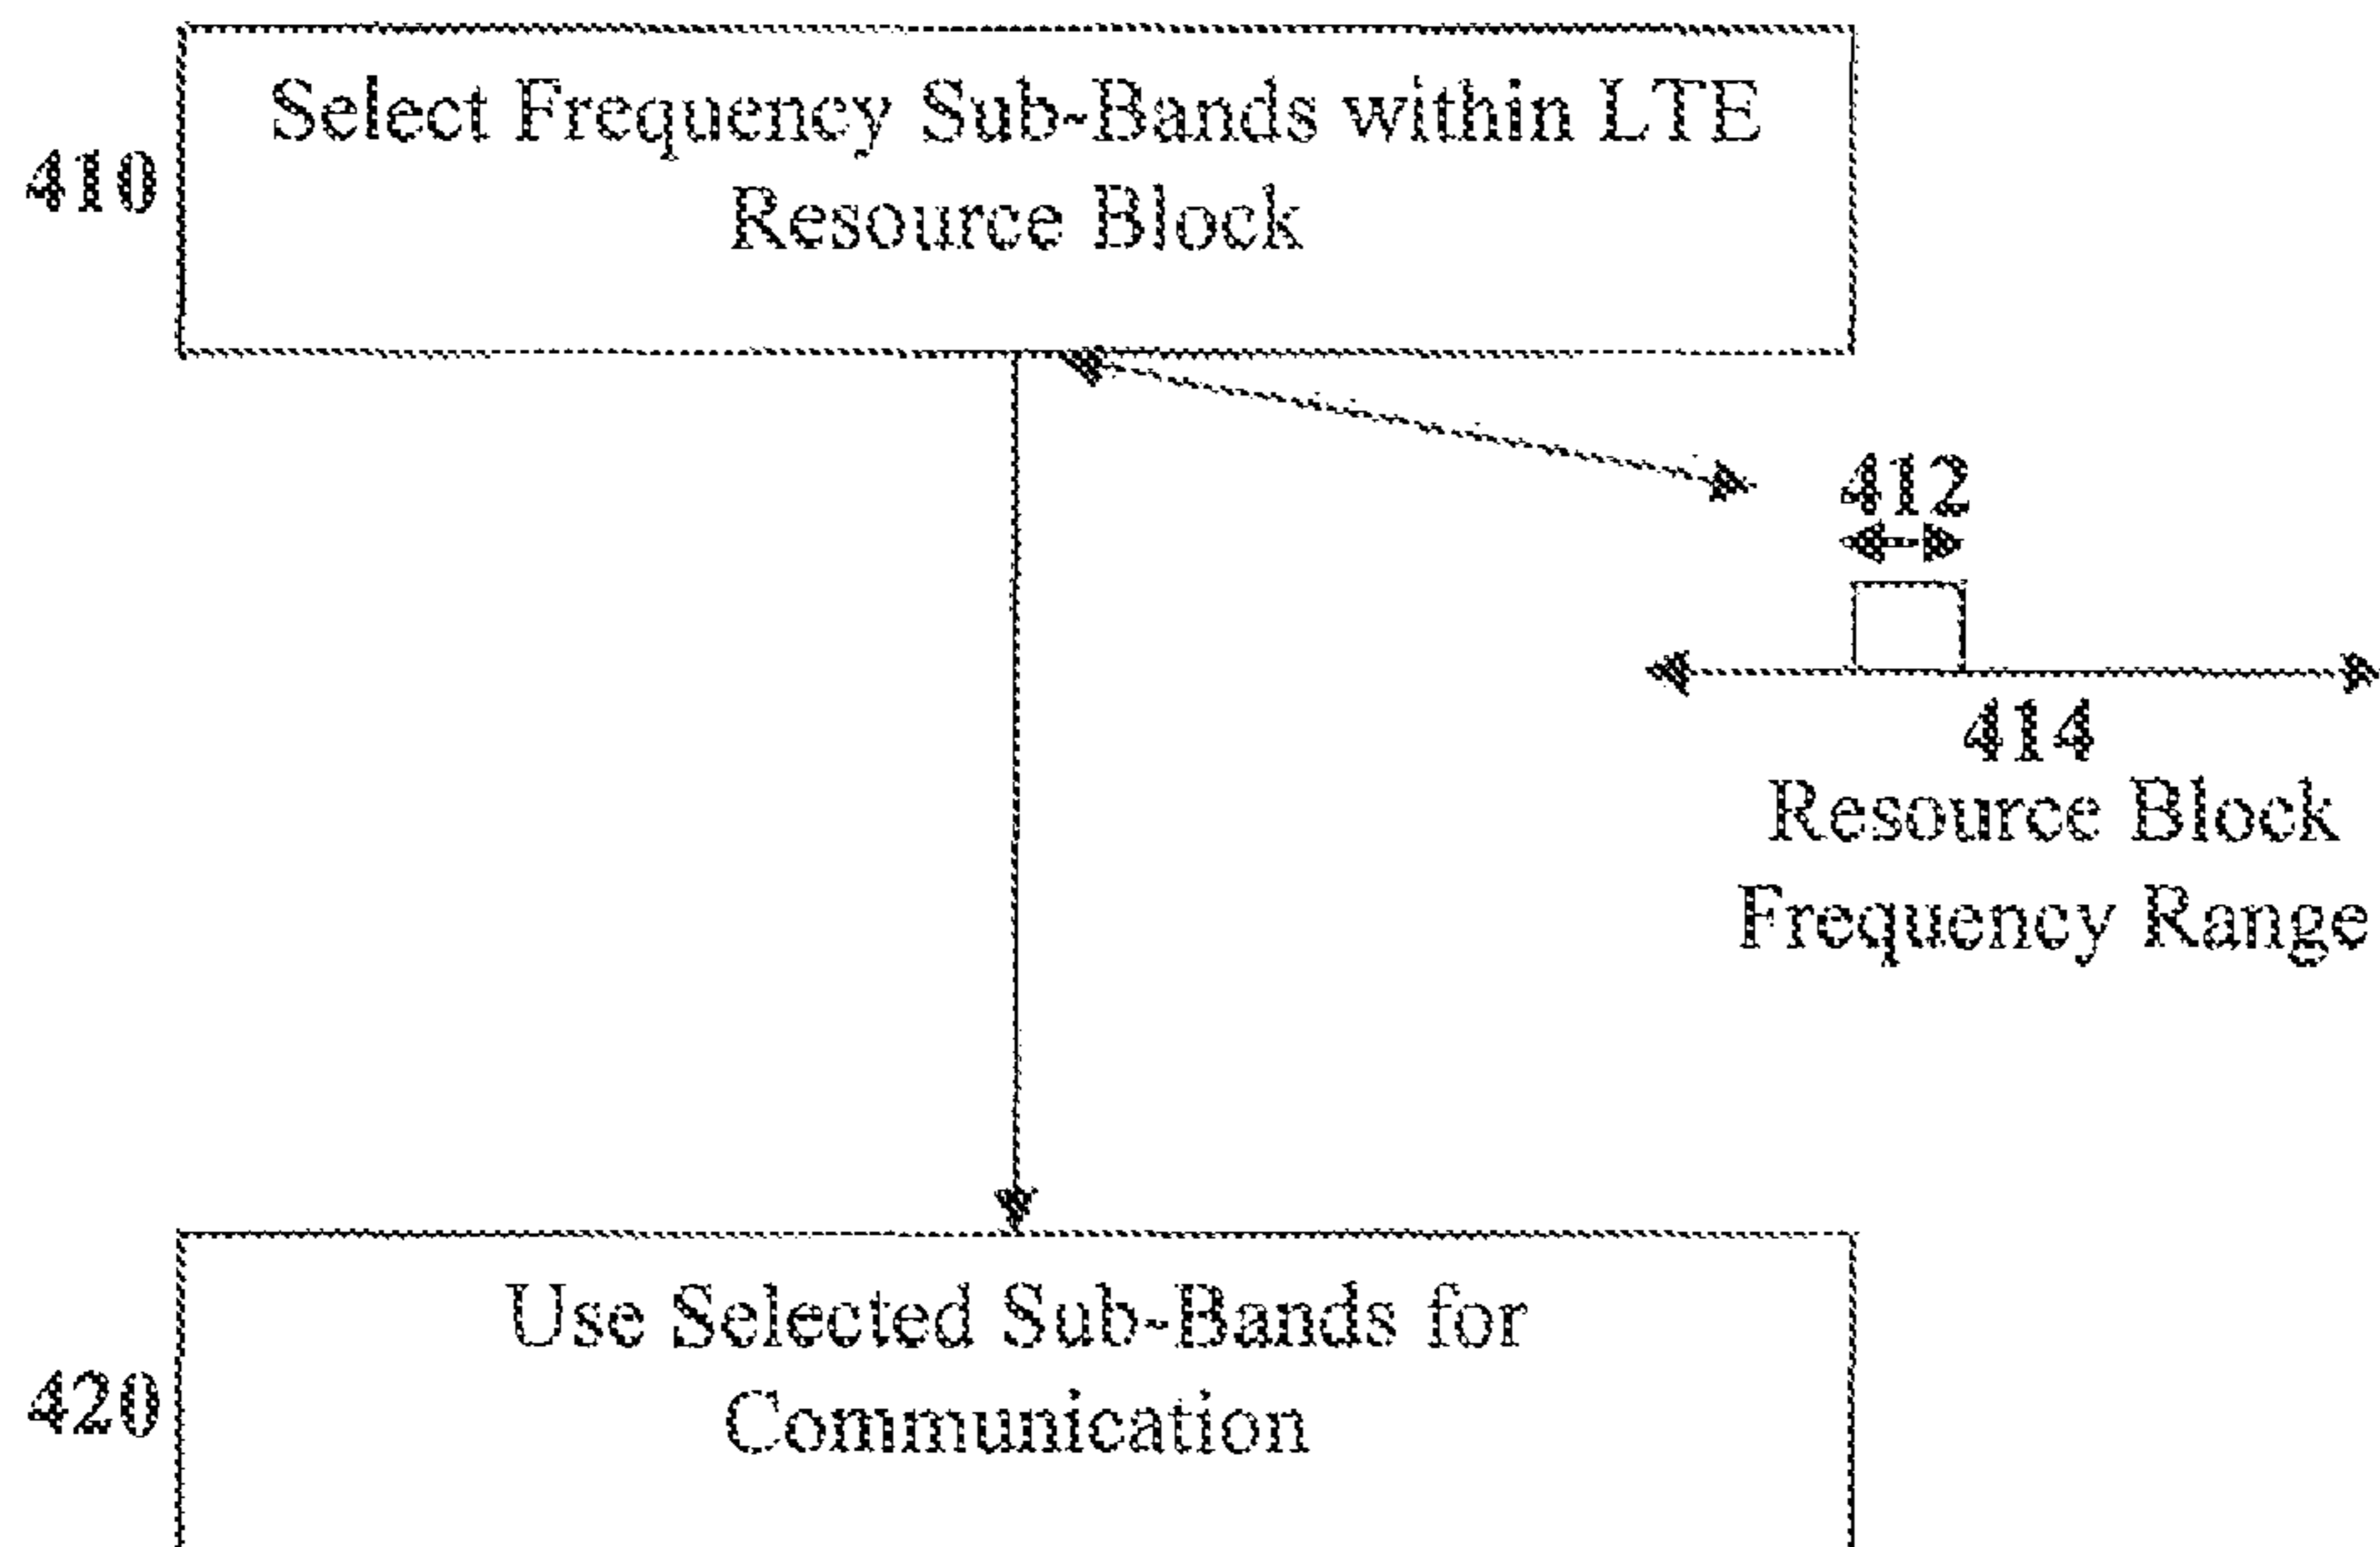 Select Frequency Sub-Bands within LTE
Resource Block
410
412
414
Resource Block
Frequency Range
Use Selected Sub-Bands for
Communication
420